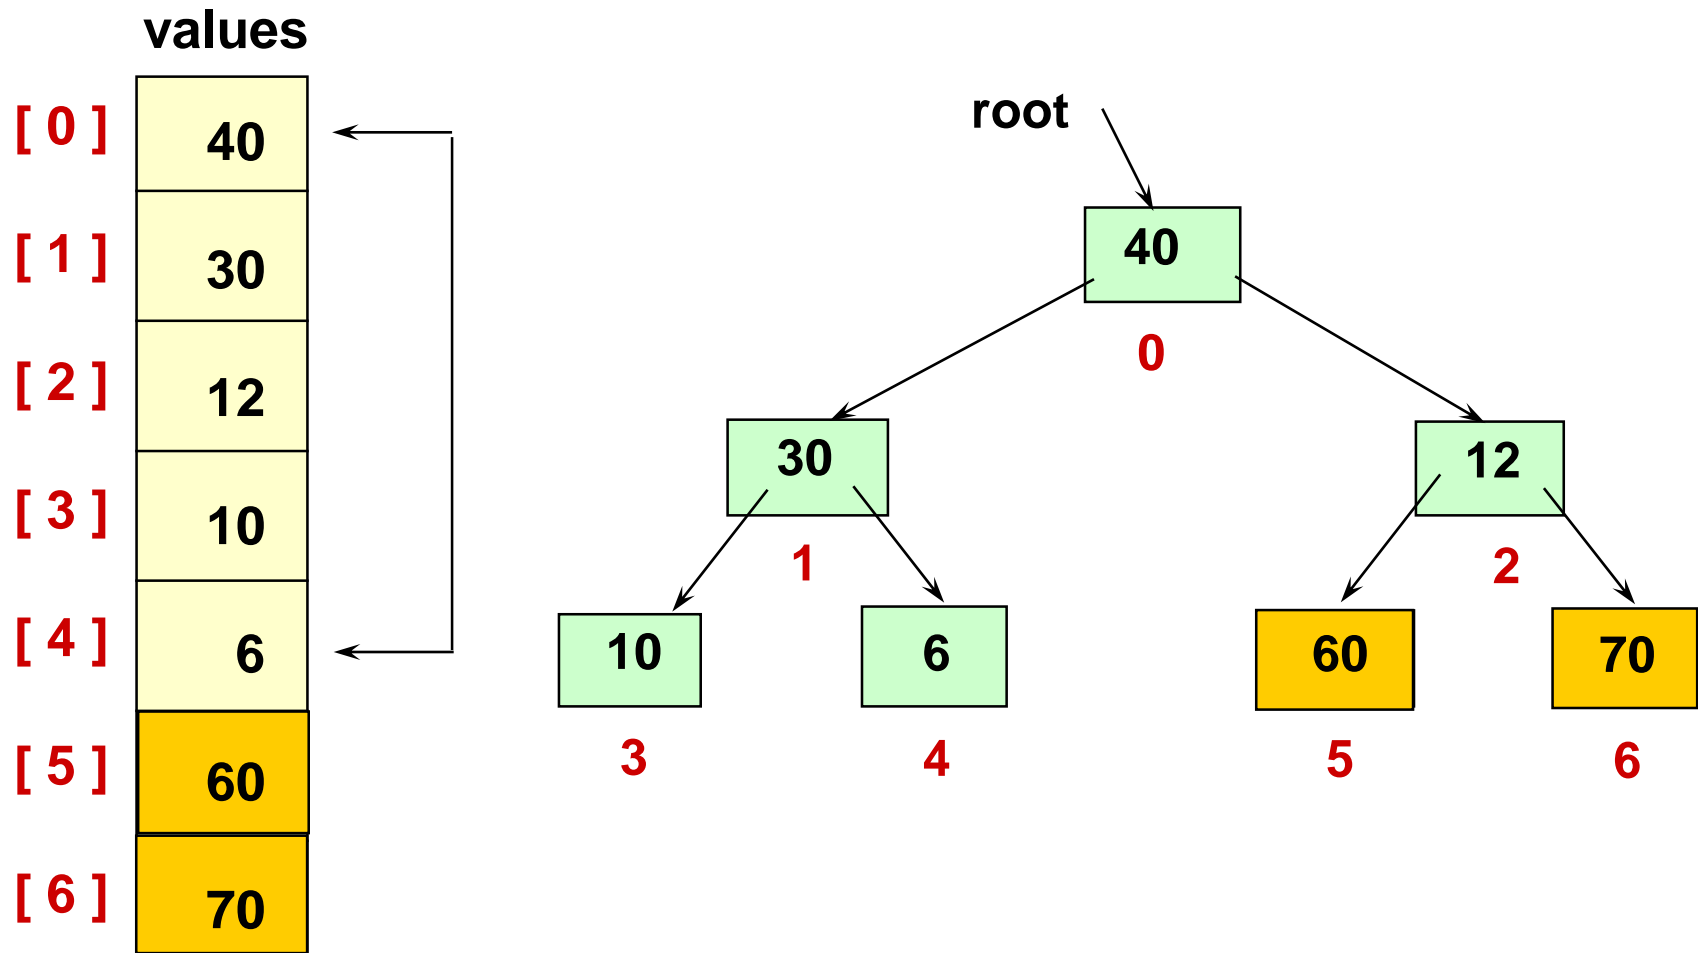 values
[ 0 ] 40
[ 1 ] 30
[ 2 ] 12
[ 3 ] 10
[ 4 ] 6
[ 5 ] 60
[ 6 ] 70
root
40
0
30 12
1 2
10 6 60 70
3 4 5 6